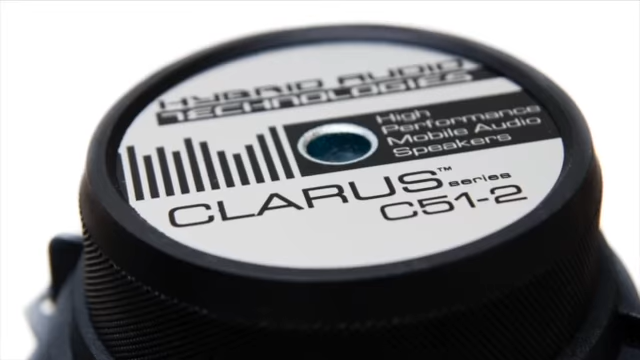 HYBRID AUDIO
TECHNOLOGIES
High
Performance
Mobile Audio
Speakers
CLARUS™ series
C51-2